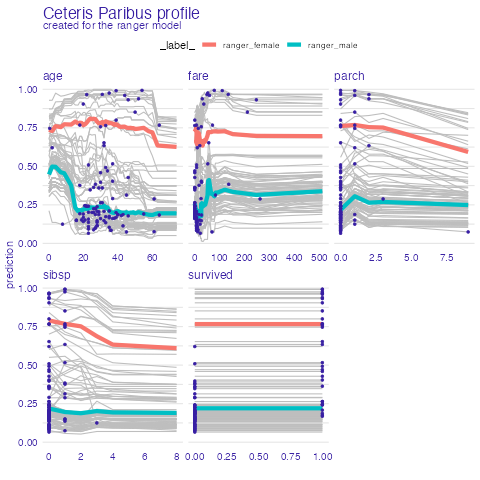 Ceteris Paribus profile
created for the ranger model
_label_ ranger_female ranger_male
age fare parch
1.00
0.75
0.50
0.25
0.00
0 20 40 60 0 100 200 300 400 500 0.0 2.5 5.0 7.5
prediction
sibsp survived
1.00
0.75
0.50
0.25
0.00
0 2 4 6 8 0.00 0.25 0.50 0.75 1.00